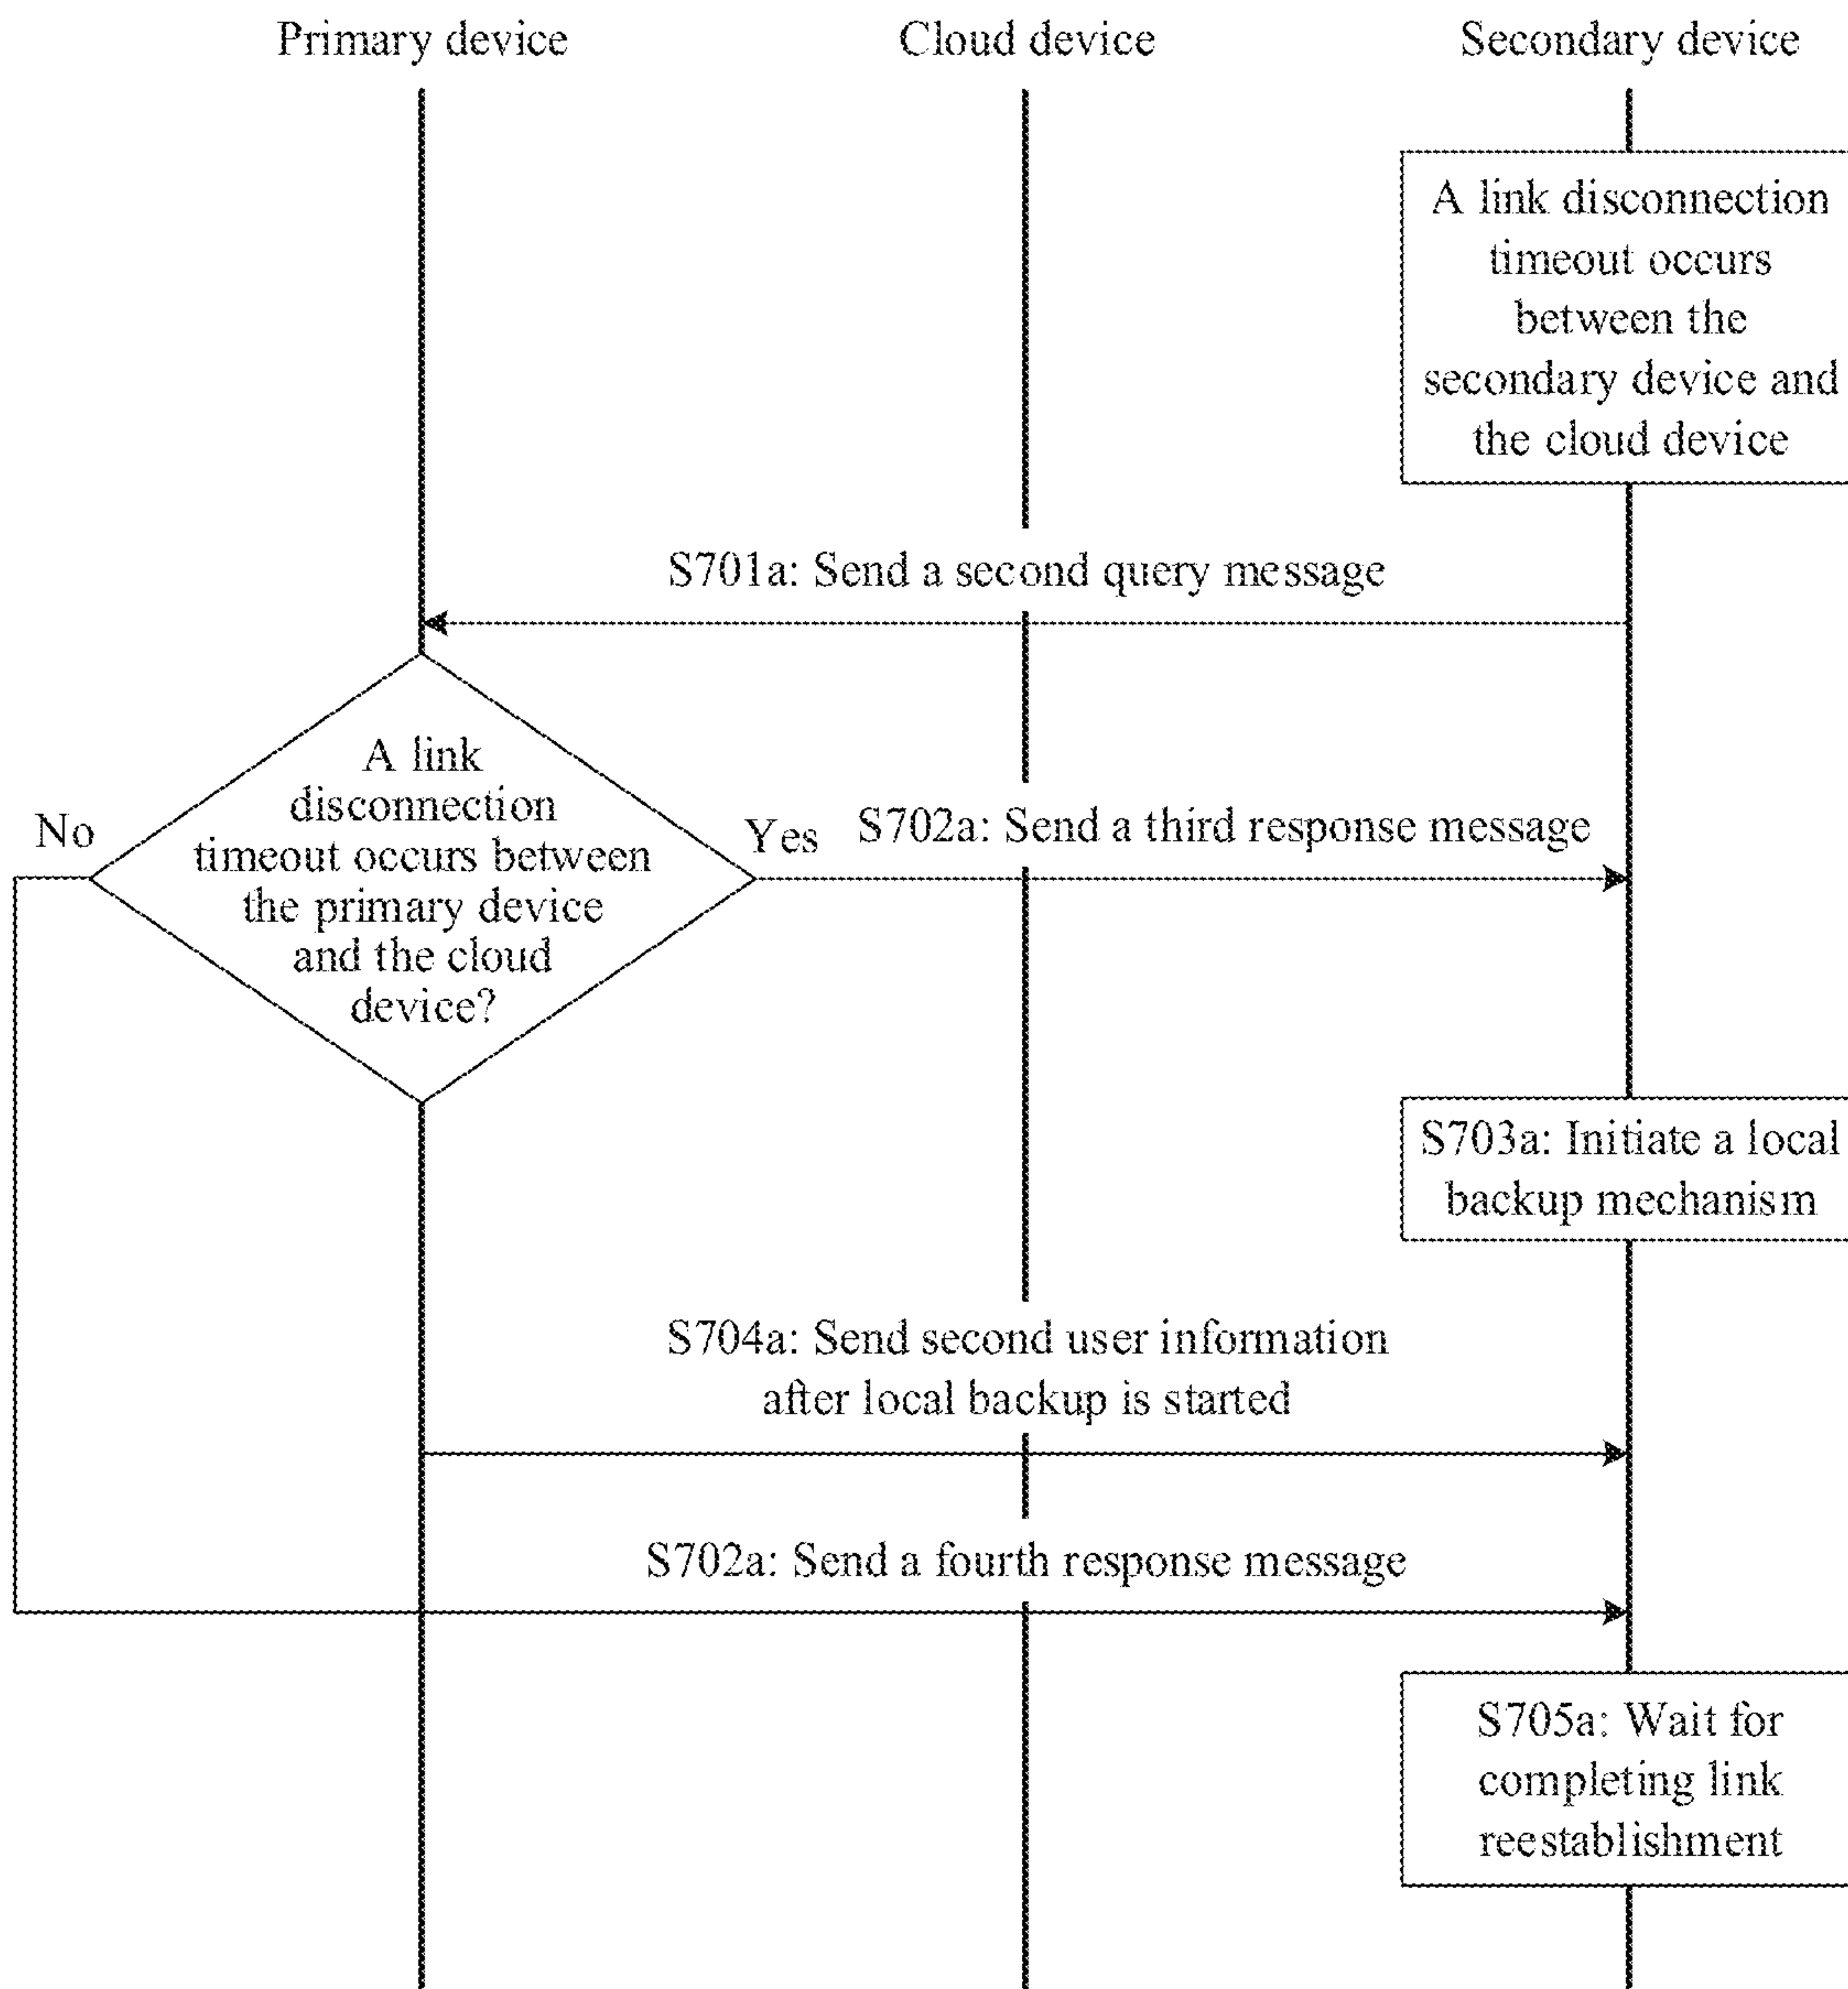 Primary device
Cloud device
Secondary device
A link disconnection
timeout occurs
between the
secondary device and
the cloud device
S701a: Send a second query message
A link
disconnection
timeout occurs between
the primary device
and the cloud
device?
No
Yes
S702a: Send a third response message
S703a: Initiate a local
backup mechanism
S704a: Send second user information
after local backup is started
S702a: Send a fourth response message
S705a: Wait for
completing link
reestablishment